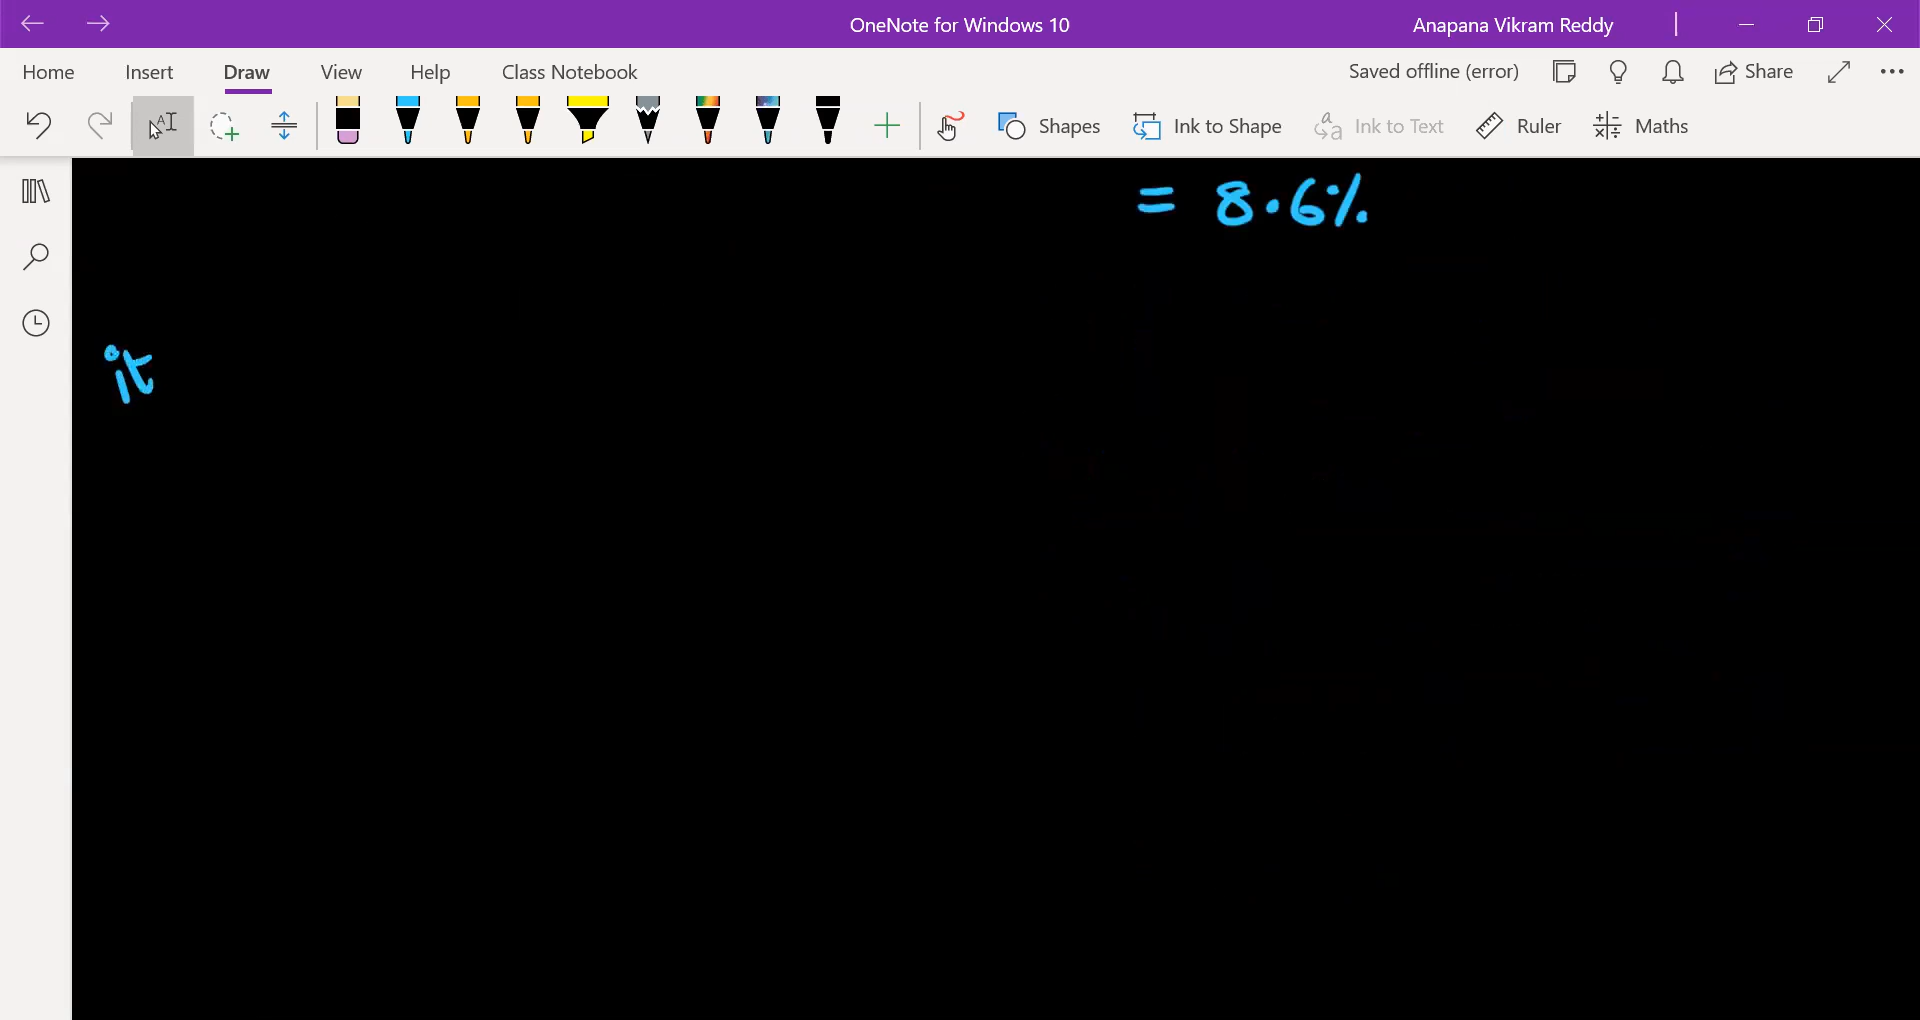 OneNote for Windows 10
Anapana Vikram Reddy
Home Insert Draw View Help Class Notebook
Saved offline (error) Share
Shapes Ink to Shape Ink to Text Ruler Maths
= 8.6%
it